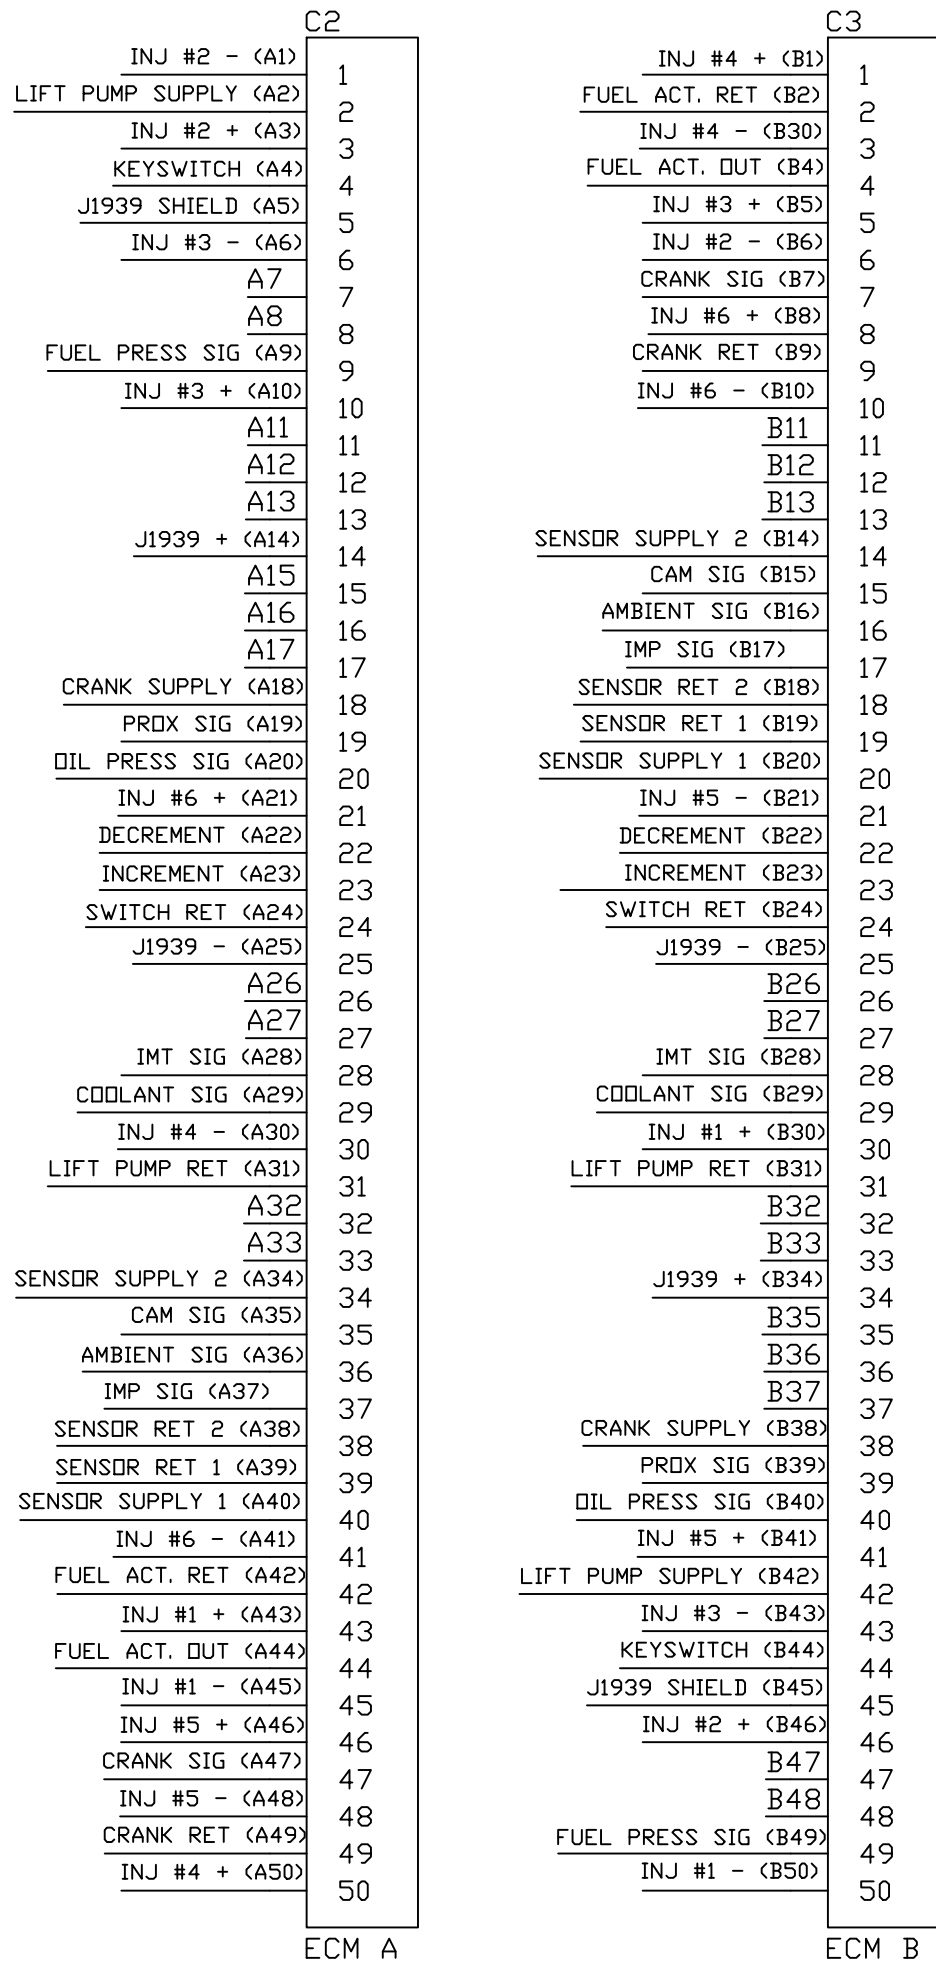 C2
INJ #2 - (A1)
1
LIFT PUMP SUPPLY (A2)
2
INJ #2 + (A3)
3
KEYSWITCH (A4)
4
J1939 SHIELD (A5)
5
INJ #3 - (A6)
6
A7
7
A8
8
FUEL PRESS SIG (A9)
9
INJ #3 + (A10)
10
A11
11
A12
12
A13
13
J1939 + (A14)
14
A15
15
A16
16
A17
17
CRANK SUPPLY (A18)
18
PROX SIG (A19)
19
OIL PRESS SIG (A20)
20
INJ #6 + (A21)
21
DECREMENT (A22)
22
INCREMENT (A23)
23
SWITCH RET (A24)
24
J1939 - (A25)
25
A26
26
A27
27
IMT SIG (A28)
28
COOLANT SIG (A29)
29
INJ #4 - (A30)
30
LIFT PUMP RET (A31)
31
A32
32
A33
33
SENSOR SUPPLY 2 (A34)
34
CAM SIG (A35)
35
AMBIENT SIG (A36)
36
IMP SIG (A37)
37
SENSOR RET 2 (A38)
38
SENSOR RET 1 (A39)
39
SENSOR SUPPLY 1 (A40)
40
INJ #6 - (A41)
41
FUEL ACT. RET (A42)
42
INJ #1 + (A43)
43
FUEL ACT. OUT (A44)
44
INJ #1 - (A45)
45
INJ #5 + (A46)
46
CRANK SIG (A47)
47
INJ #5 - (A48)
48
CRANK RET (A49)
49
INJ #4 + (A50)
50
ECM A
C3
INJ #4 + (B1)
1
FUEL ACT. RET (B2)
2
INJ #4 - (B30)
3
FUEL ACT. OUT (B4)
4
INJ #3 + (B5)
5
INJ #2 - (B6)
6
CRANK SIG (B7)
7
INJ #6 + (B8)
8
CRANK RET (B9)
9
INJ #6 - (B10)
10
B11
11
B12
12
B13
13
SENSOR SUPPLY 2 (B14)
14
CAM SIG (B15)
15
AMBIENT SIG (B16)
16
IMP SIG (B17)
17
SENSOR RET 2 (B18)
18
SENSOR RET 1 (B19)
19
SENSOR SUPPLY 1 (B20)
20
INJ #5 - (B21)
21
DECREMENT (B22)
22
INCREMENT (B23)
23
SWITCH RET (B24)
24
J1939 - (B25)
25
B26
26
B27
27
IMT SIG (B28)
28
COOLANT SIG (B29)
29
INJ #1 + (B30)
30
LIFT PUMP RET (B31)
31
B32
32
B33
33
J1939 + (B34)
34
B35
35
B36
36
B37
37
CRANK SUPPLY (B38)
38
PROX SIG (B39)
39
OIL PRESS SIG (B40)
40
INJ #5 + (B41)
41
LIFT PUMP SUPPLY (B42)
42
INJ #3 - (B43)
43
KEYSWITCH (B44)
44
J1939 SHIELD (B45)
45
INJ #2 + (B46)
46
B47
47
B48
48
FUEL PRESS SIG (B49)
49
INJ #1 - (B50)
50
ECM B